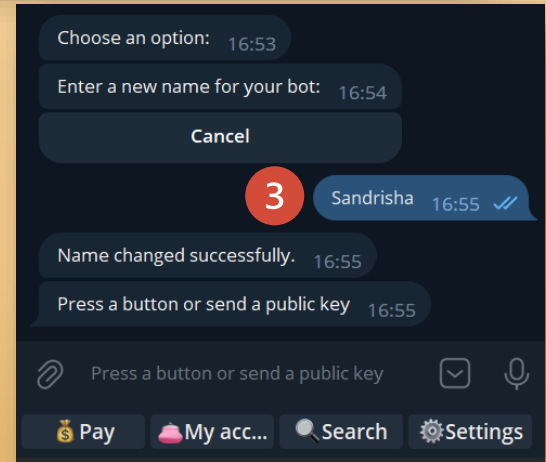 Choose an option: 16:53
Enter a new name for your bot: 16:54
Cancel
3
Sandrisha 16:55
Name changed successfully. 16:55
Press a button or send a public key 16:55
Press a button or send a public key
Pay My acc... Search Settings